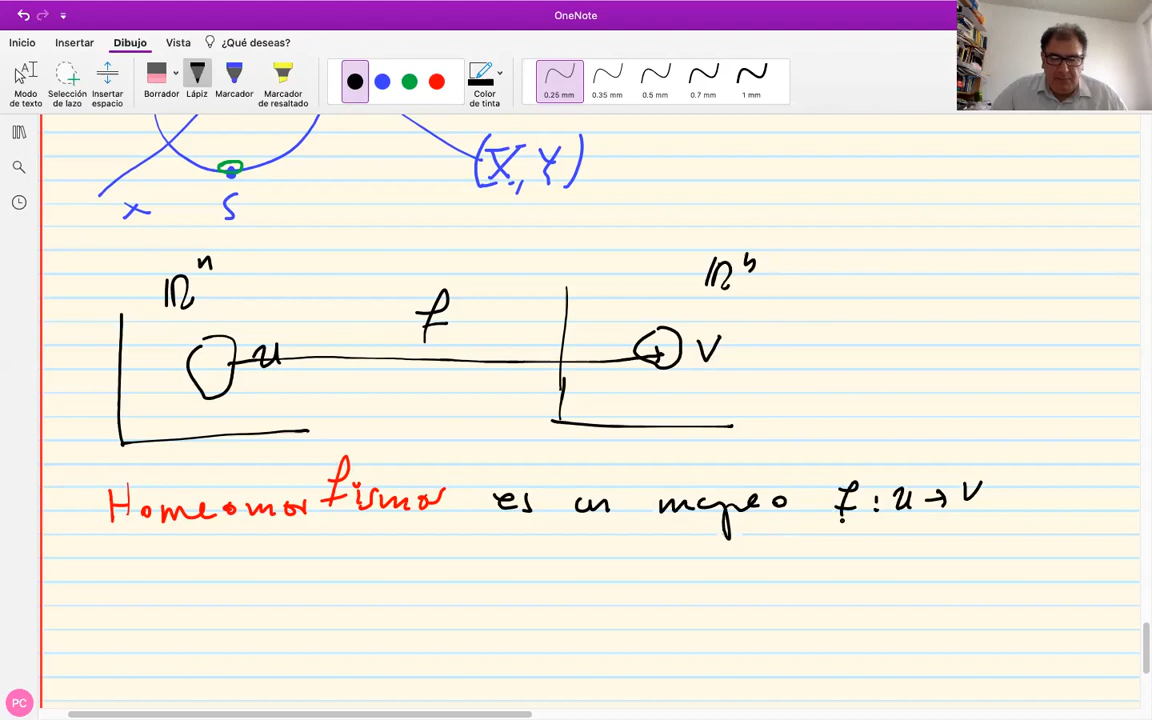 OneNote
Inicio Insertar Dibujo Vista ¿Qué deseas?
Modo de texto
Selección de lazo
Insertar espacio
Borrador
Lápiz
Marcador
Marcador de resaltado
Color de tinta
0.25 mm 0.35 mm 0.5 mm 0.7 mm 1 mm
(X, Y)
x S
ℝⁿ ℝⁿ
f
u V
Homeomorfismos es un mapeo f : u → V
PC